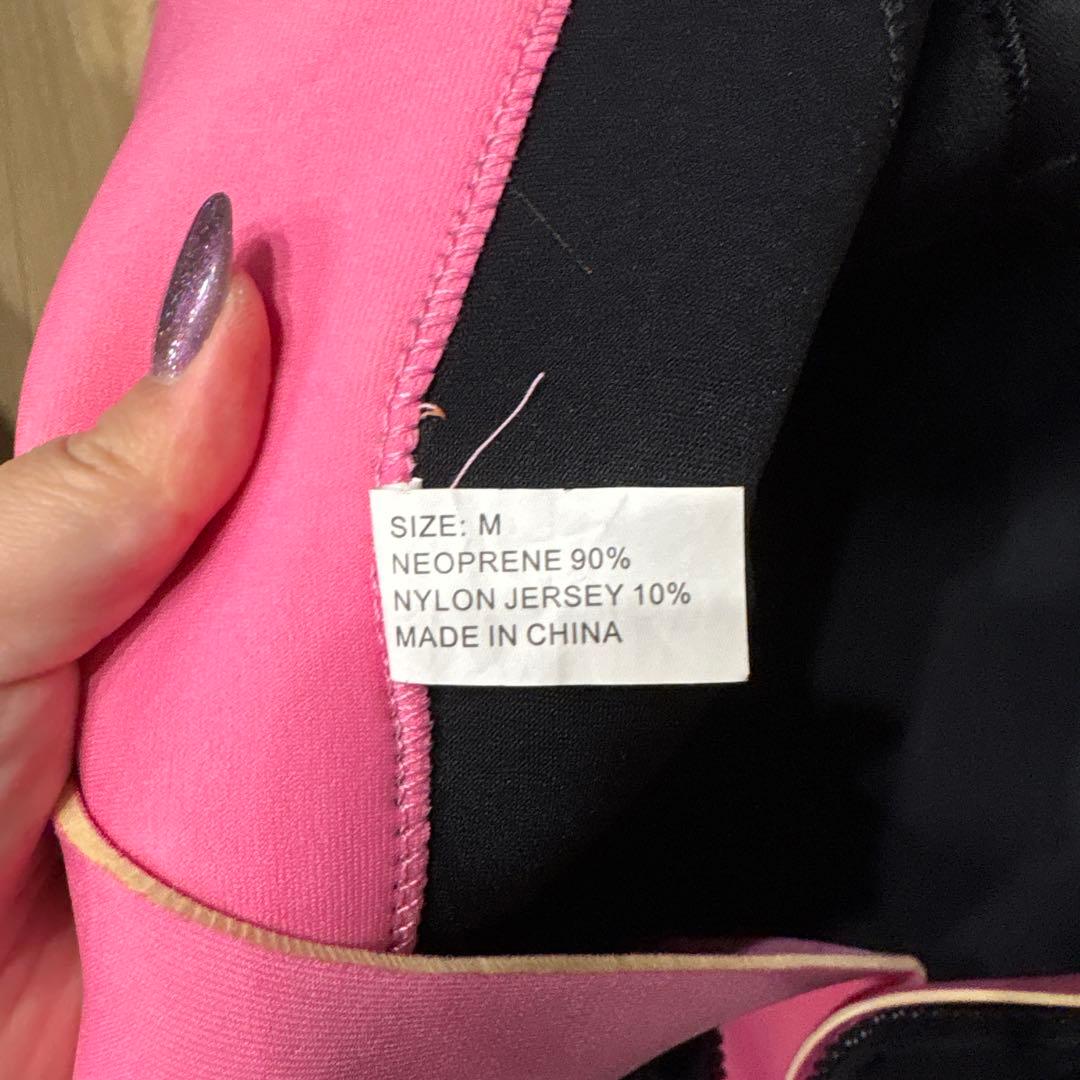 SIZE: M
NEOPRENE 90%
NYLON JERSEY 10%
MADE IN CHINA